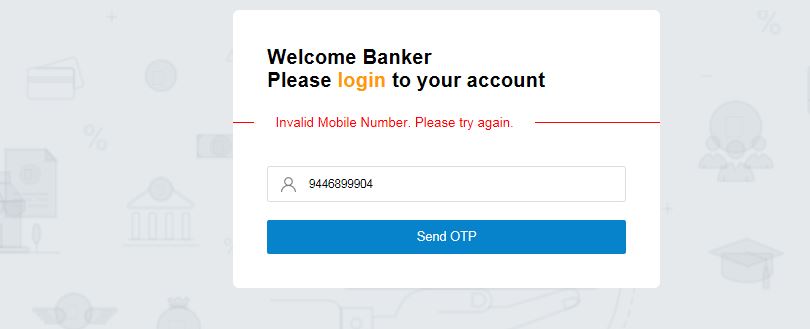 Welcome Banker
Please login to your account
Invalid Mobile Number. Please try again.
9446899904
Send OTP